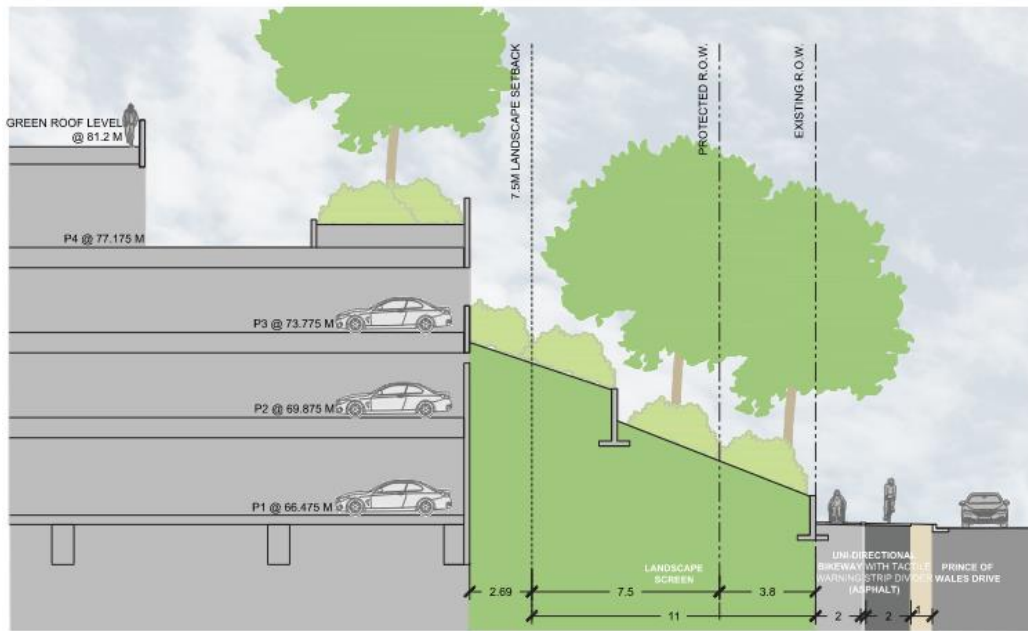 GREEN ROOF LEVEL
@ 81.2 M
P4 @ 77.175 M
P3 @ 73.775 M
P2 @ 69.875 M
P1 @ 66.475 M
7.5M LANDSCAPE SETBACK
PROTECTED R.O.W.
EXISTING R.O.W.
LANDSCAPE
SCREEN
UNI-DIRECTIONAL
BIKEWAY WITH TACTILE
WARNING STRIP DIVIDER
(ASPHALT)
PRINCE OF
WALES DRIVE
2.69
7.5
3.8
11
2
2
1